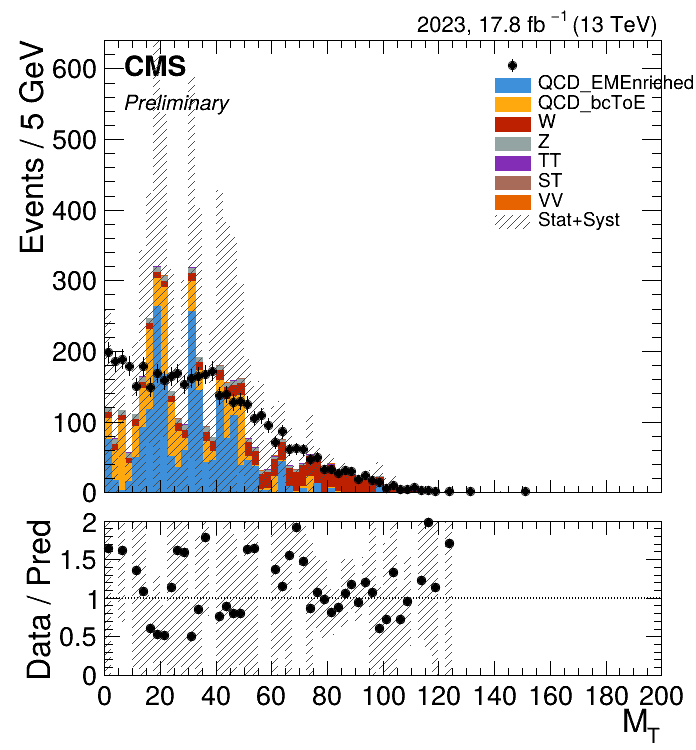 2023, 17.8 fb⁻¹ (13 TeV)
CMS
Preliminary
QCD_EMEnriched
QCD_bcToE
W
Z
TT
ST
VV
Stat+Syst
Events / 5 GeV
600
500
400
300
200
100
0
Data / Pred
2
1.5
1
0.5
0
0 20 40 60 80 100 120 140 160 180 200
M_T